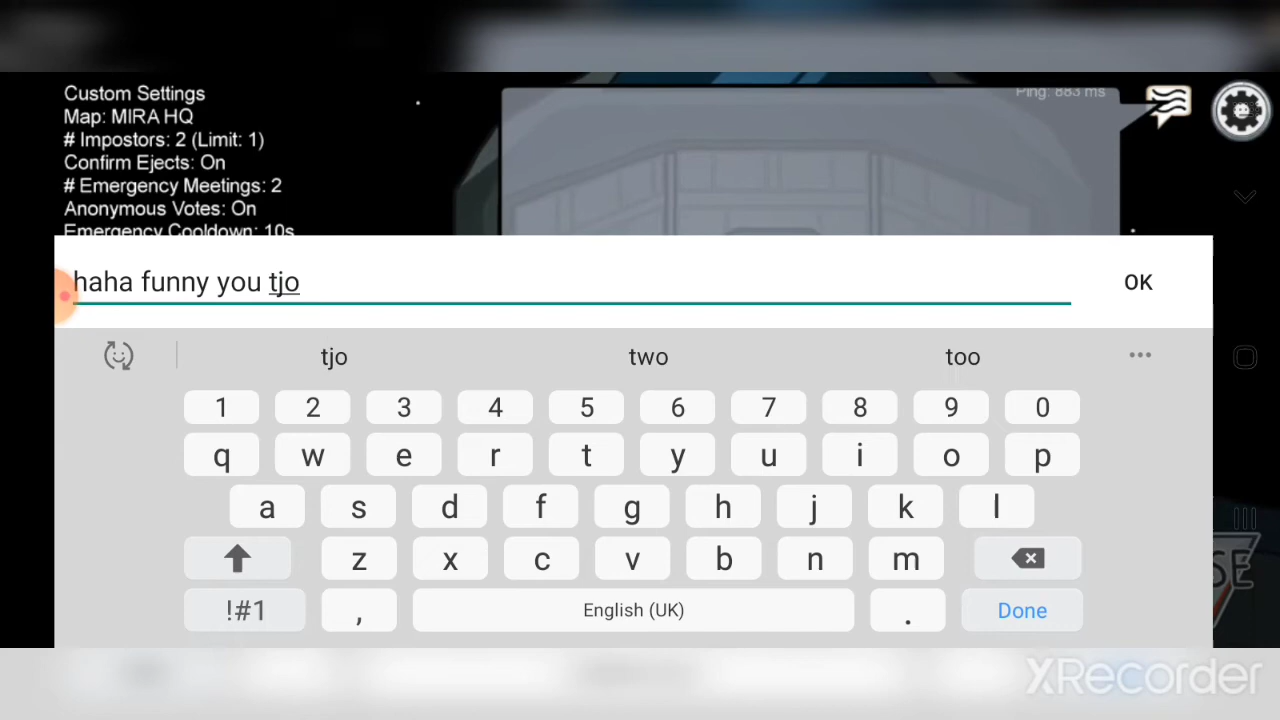 Custom Settings
Map: MIRA HQ
# Impostors: 2 (Limit: 1)
Confirm Ejects: On
# Emergency Meetings: 2
Anonymous Votes: On
Emergency Cooldown: 10s
Ping: 883 ms
haha funny you tjo
OK
tjo two too
1 2 3 4 5 6 7 8 9 0
q w e r t y u i o p
a s d f g h j k l
z x c v b n m
!#1 , English (UK) . Done
SE
XRecorder